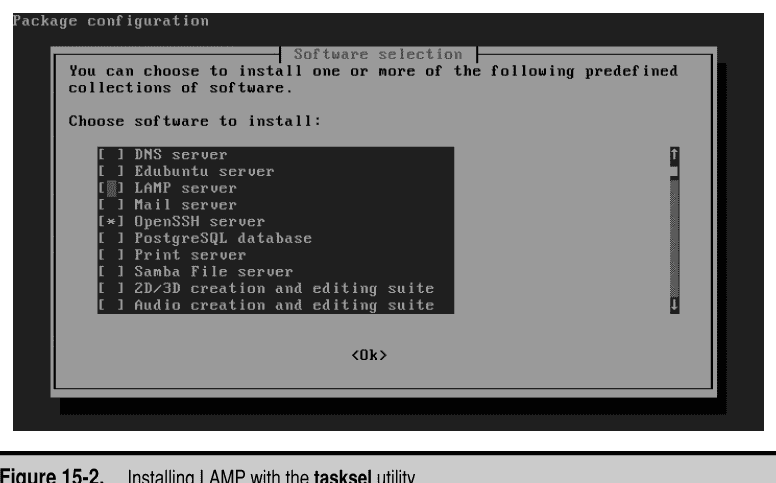 Package configuration
Software selection
You can choose to install one or more of the following predefined
collections of software.
Choose software to install:
[ ] DNS server
[ ] Edubuntu server
[ ] LAMP server
[ ] Mail server
[*] OpenSSH server
[ ] PostgreSQL database
[ ] Print server
[ ] Samba File server
[ ] 2D/3D creation and editing suite
[ ] Audio creation and editing suite
<Ok>
Figure 15-2. Installing LAMP with the tasksel utility